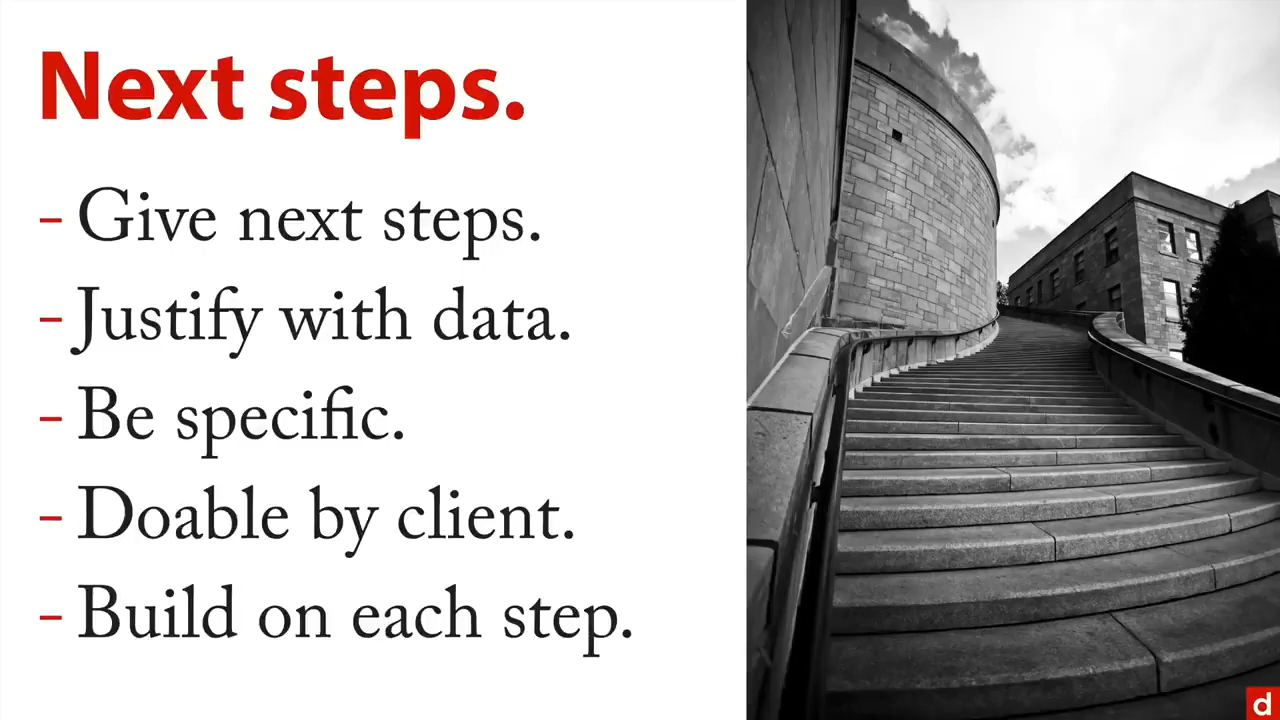 Next steps.
- Give next steps.
- Justify with data.
- Be specific.
- Doable by client.
- Build on each step.
d